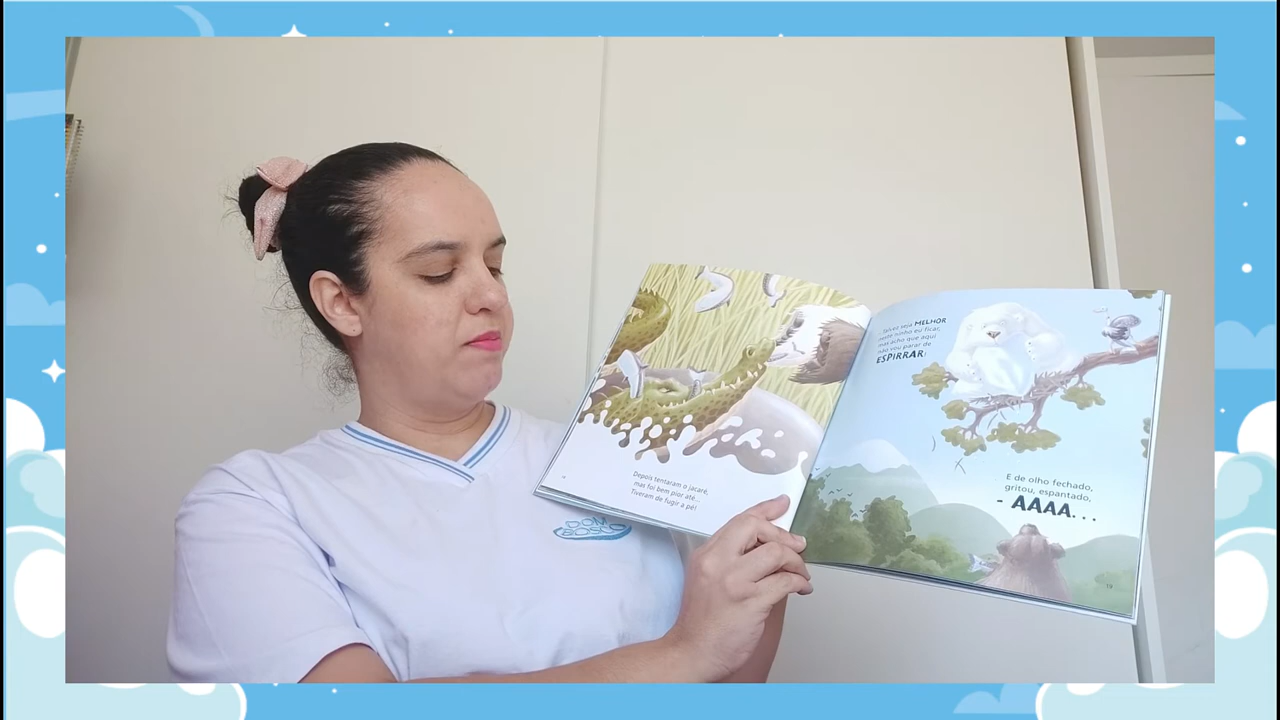 DOM
BOSCO
Depois tentaram o jacaré,
mas foi bem pior até...
Tiveram de fugir a pé!
Talvez seja MELHOR
neste ninho eu ficar,
mas acho que aqui
não vou parar de
ESPIRRAR!
E de olho fechado,
gritou, espantado,
- AAAA...
19